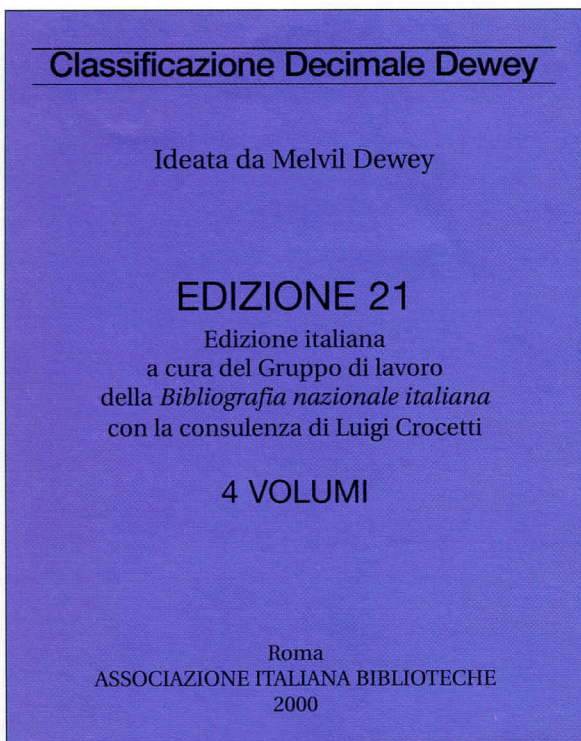 Classificazione Decimale Dewey
Ideata da Melvil Dewey
EDIZIONE 21
Edizione italiana
a cura del Gruppo di lavoro
della Bibliografia nazionale italiana
con la consulenza di Luigi Crocetti
4 VOLUMI
Roma
ASSOCIAZIONE ITALIANA BIBLIOTECHE
2000